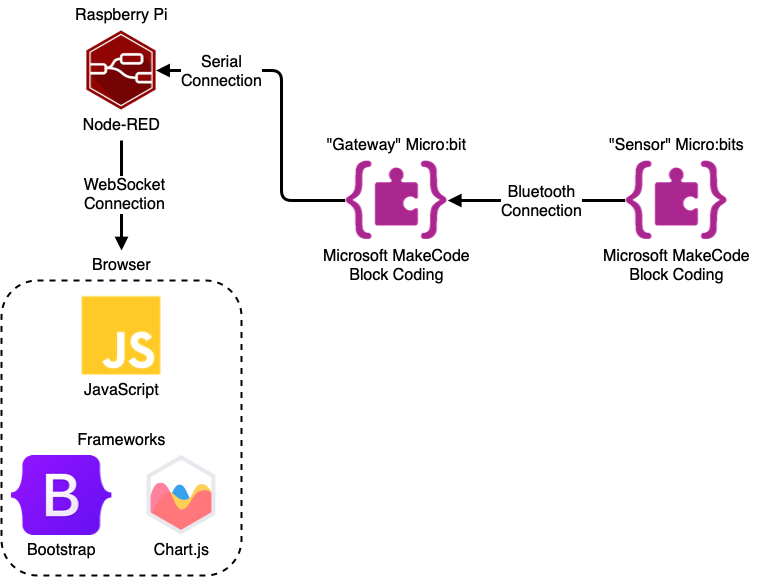 Raspberry Pi
Node-RED
Serial
Connection
"Gateway" Micro:bit
Microsoft MakeCode
Block Coding
Bluetooth
Connection
"Sensor" Micro:bits
Microsoft MakeCode
Block Coding
WebSocket
Connection
Browser
JS
JavaScript
Frameworks
B
Bootstrap
Chart.js